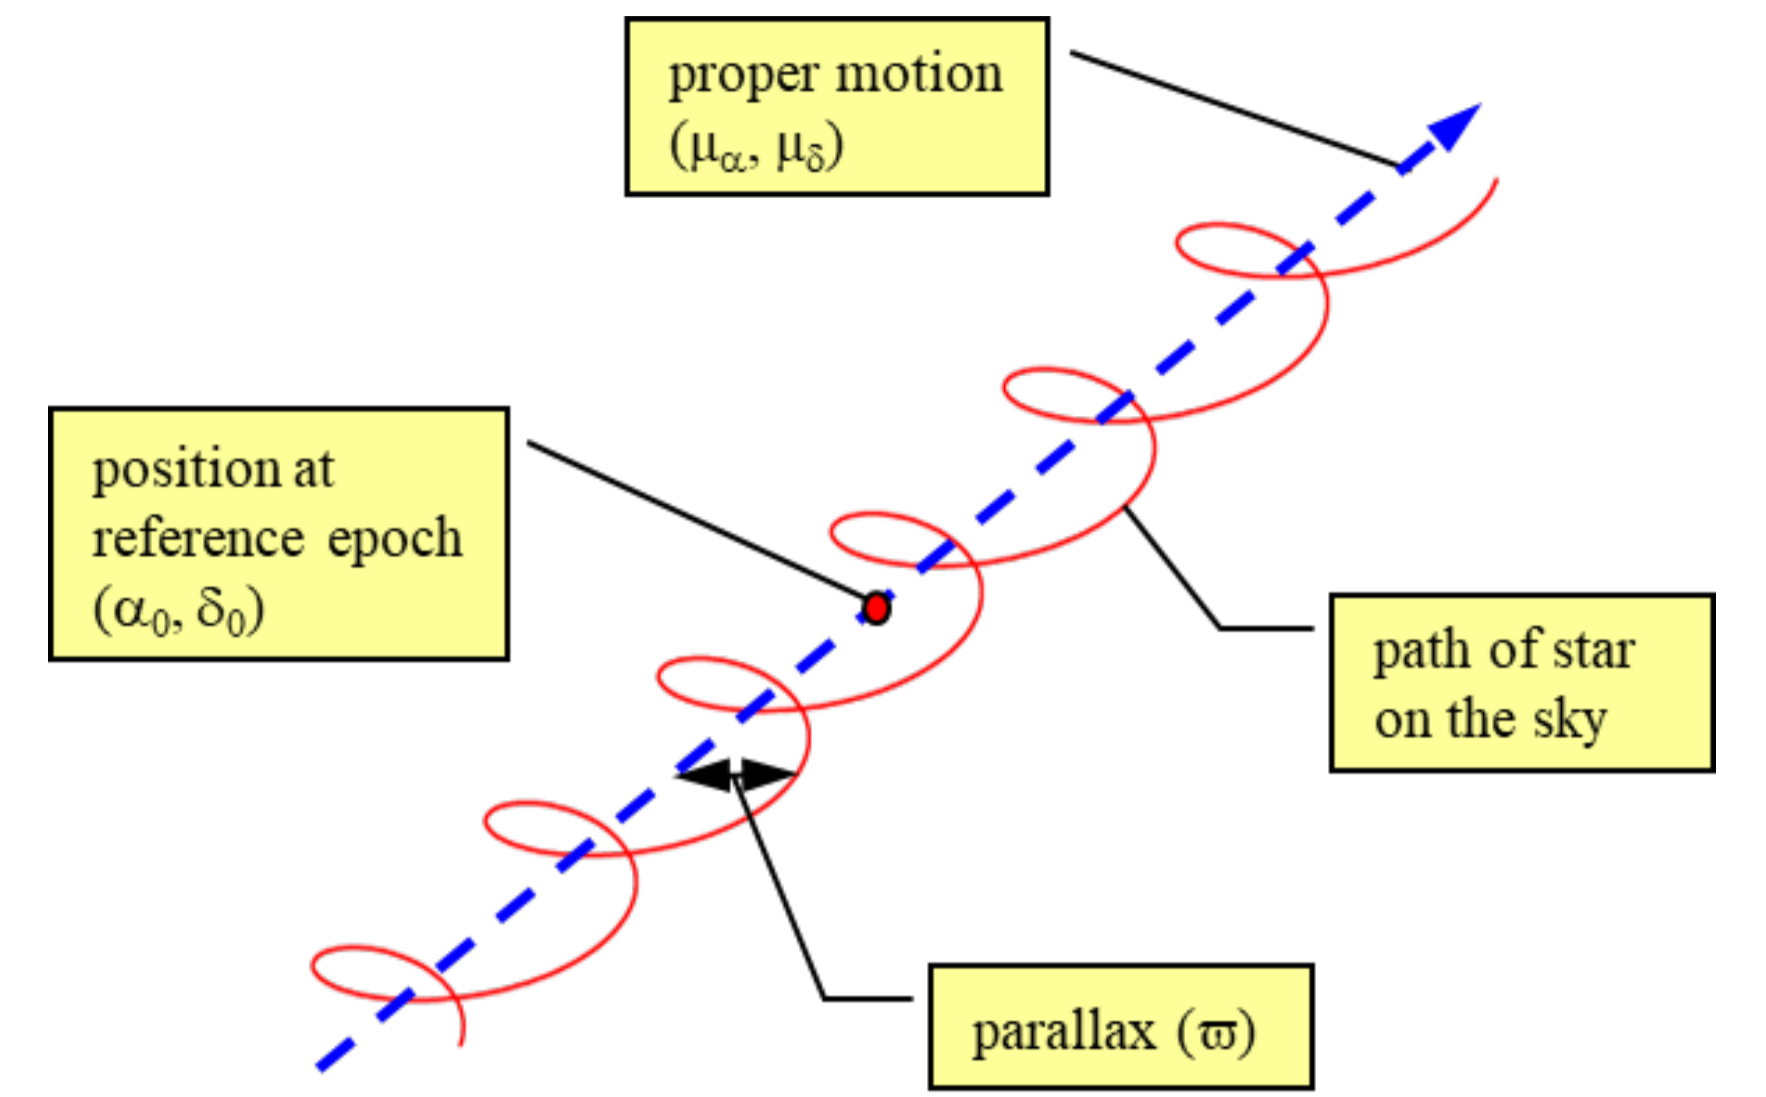 proper motion
(μα, μδ)
position at
reference epoch
(α0, δ0)
path of star
on the sky
parallax (ϖ)